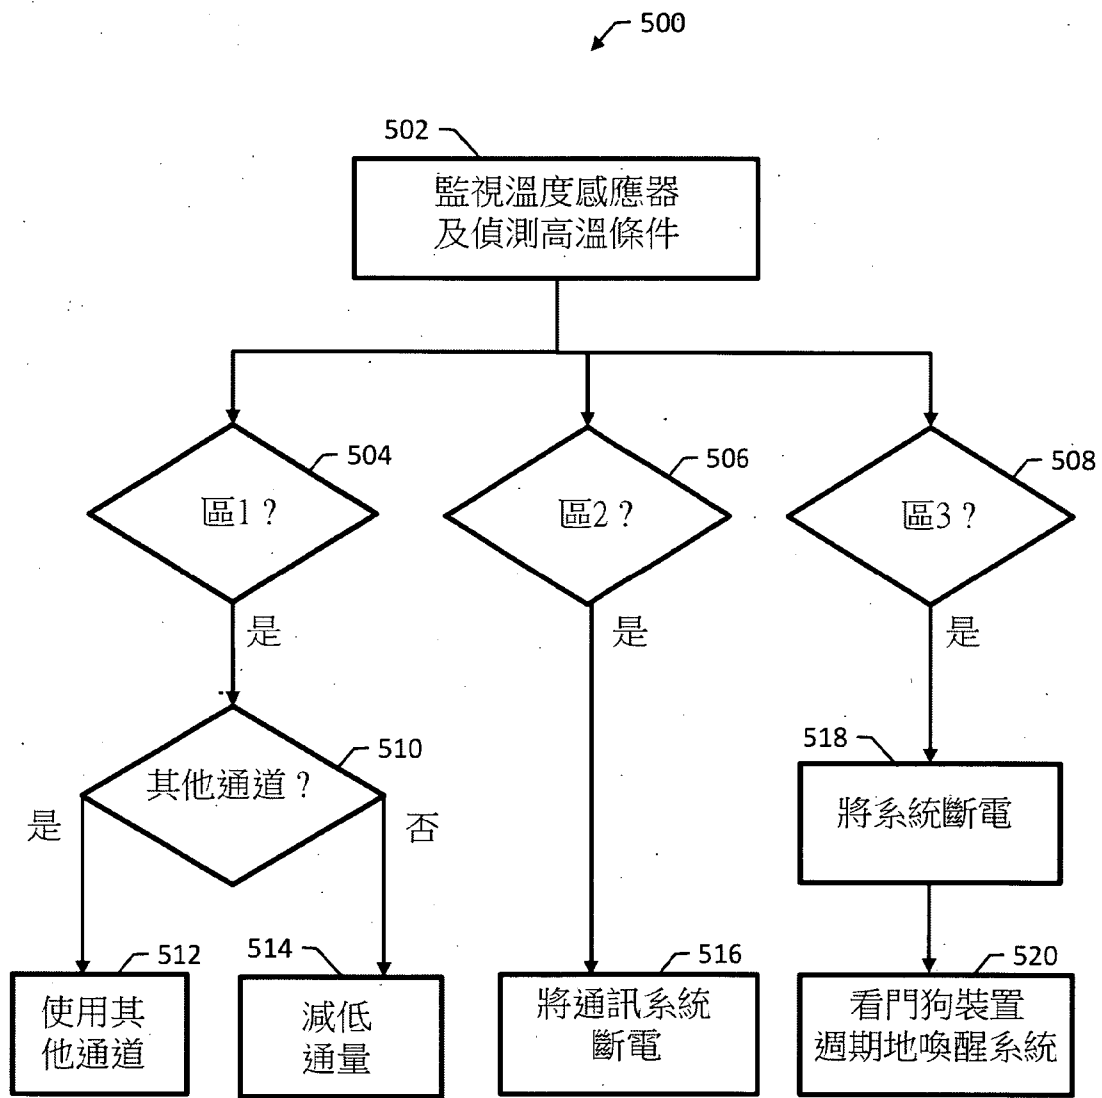 500
502
監視溫度感應器
及偵測高溫條件
504
區1？
506
區2？
508
區3？
是
是
是
510
其他通道？
是
否
518
將系統斷電
512
使用其
他通道
514
減低
通量
516
將通訊系統
斷電
520
看門狗裝置
週期地喚醒系統